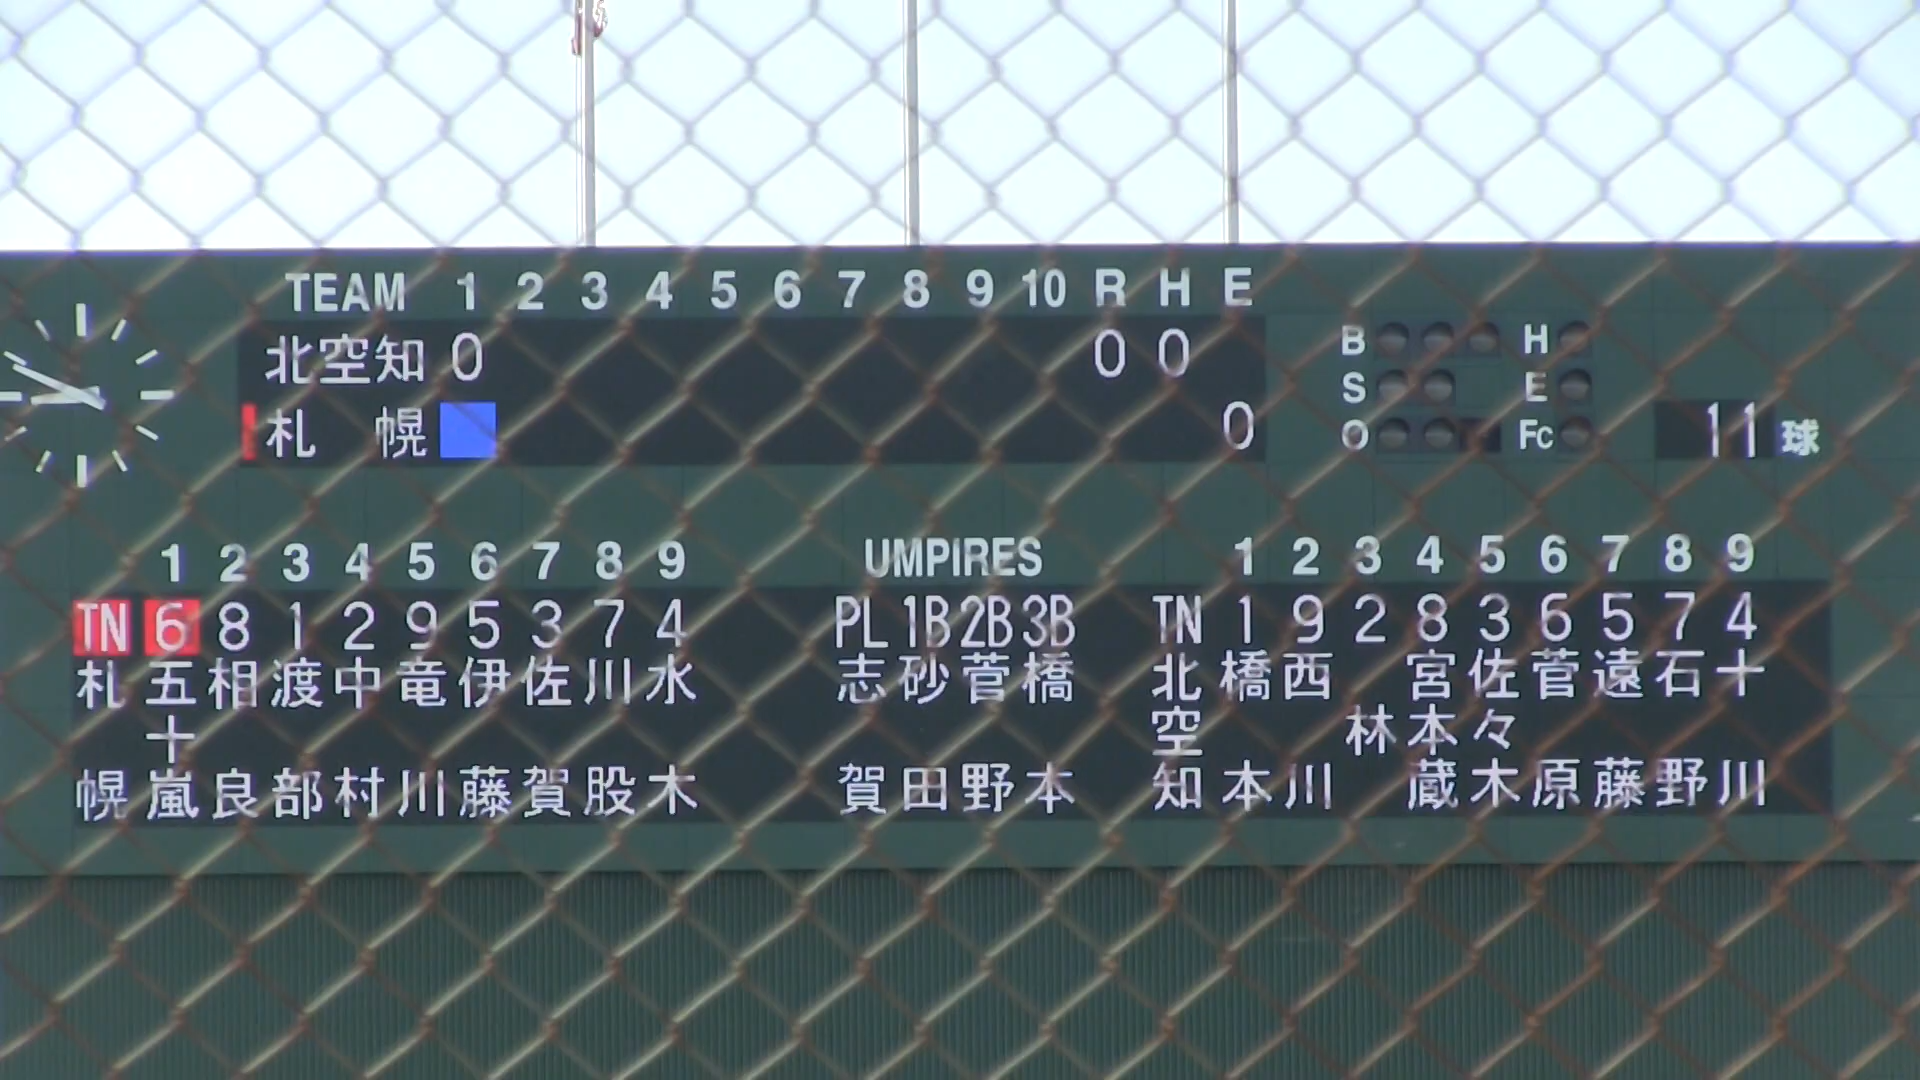 TEAM 1 2 3 4 5 6 7 8 9 10 R H E
北空知 0 0 0
札 幌 0
B H
S E
O Fc
11 球
1 2 3 4 5 6 7 8 9 UMPIRES 1 2 3 4 5 6 7 8 9
TN 6 8 1 2 9 5 3 7 4 PL 1B 2B 3B TN 1 9 2 8 3 6 5 7 4
札 五 相 渡 中 竜 伊 佐 川 水 志 砂 菅 橋 北 橋 西 宮 佐 菅 遠 石 十
十 空 林 本 々
幌 嵐 良 部 村 川 藤 賀 股 木 賀 田 野 本 知 本 川 蔵 木 原 藤 野 川